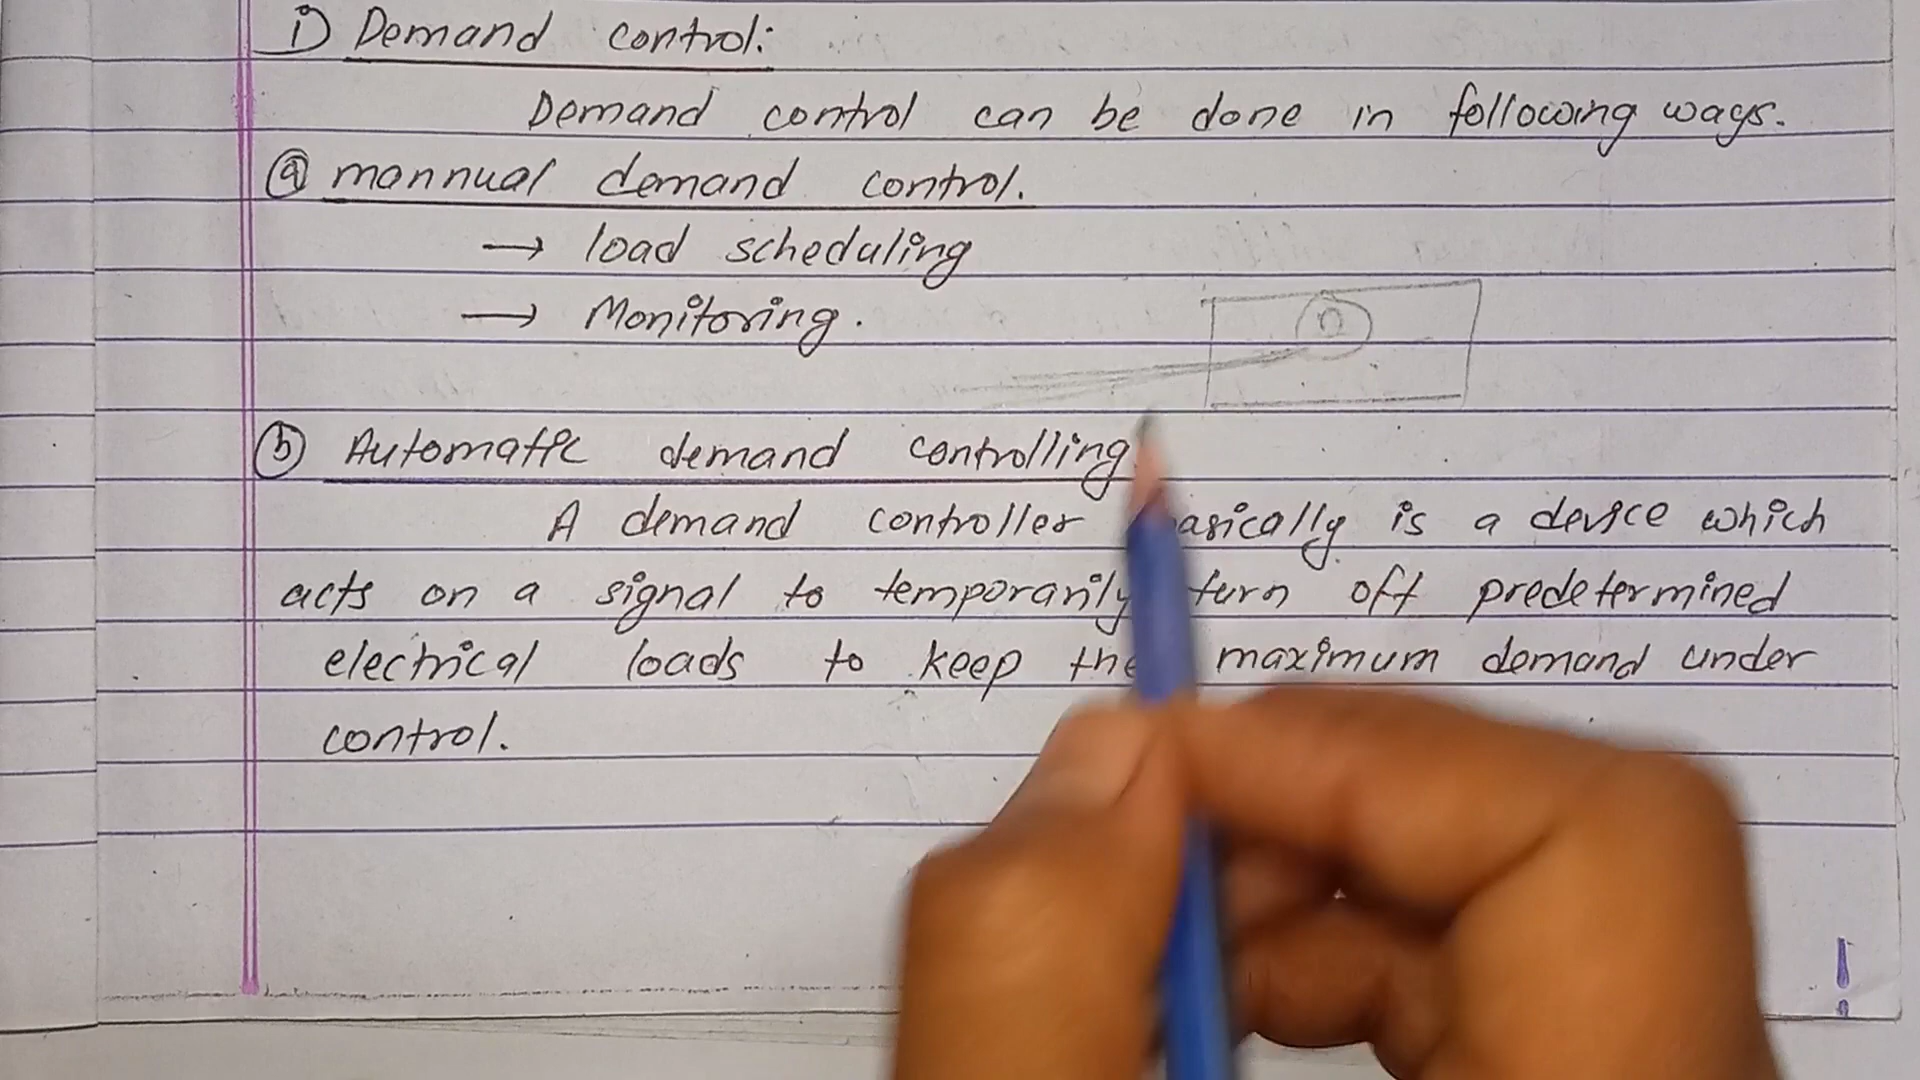 i) Demand control:
Demand control can be done in following ways.
(a) mannual demand control.
→ load scheduling
→ Monitoring.
(b) Automatic demand controlling
A demand controller asically is a device which
acts on a signal to temporarily turn off predetermined
electrical loads to keep the maximum demand under
control.